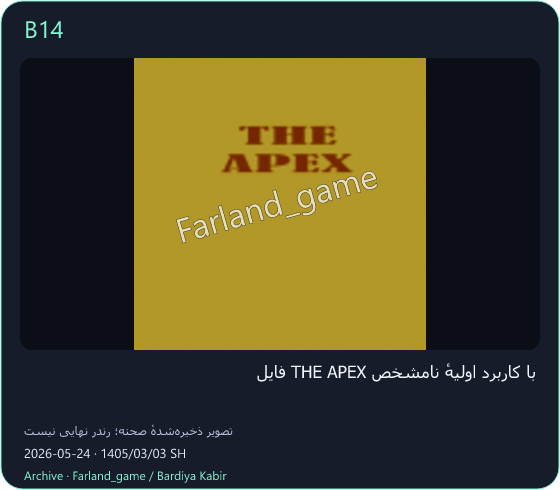 B14
THE
APEX
Farland_game
فایل THE APEX با کاربرد اولیهٔ نامشخص
تصویر ذخیره‌شدهٔ صحنه؛ رندر نهایی نیست
2026-05-24 · 1405/03/03 SH
Archive · Farland_game / Bardiya Kabir